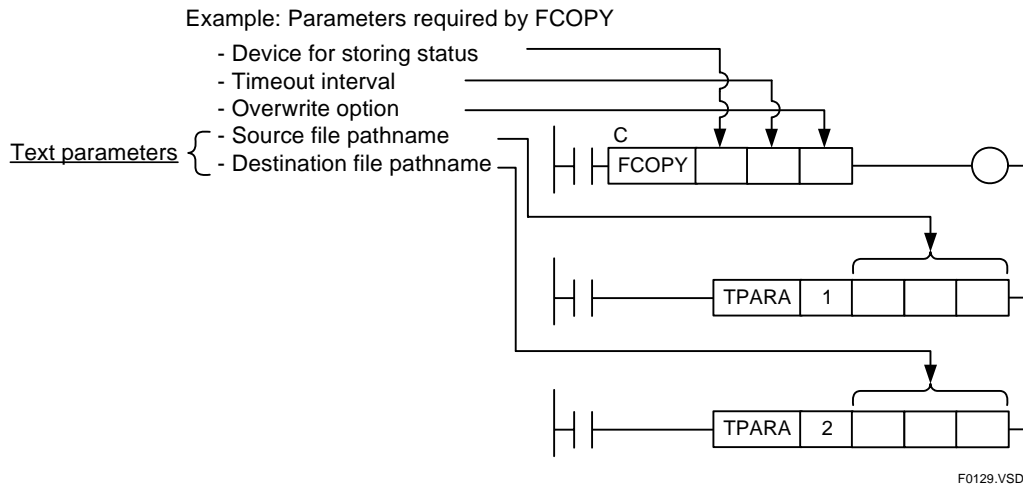 Example: Parameters required by FCOPY
- Device for storing status
- Timeout interval
- Overwrite option
- Source file pathname
Text parameters
- Destination file pathname
C
FCOPY
TPARA 1
TPARA 2
F0129.VSD